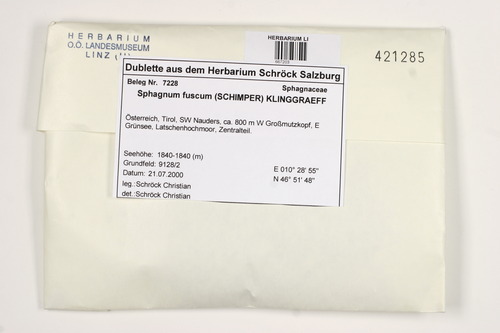 HERBARIUM
O.Ö. LANDESMUSEUM
LINZ
HERBARIUM LI
421285
Dublette aus dem Herbarium Schröck Salzburg
Beleg Nr. 7228 Sphagnaceae
Sphagnum fuscum (SCHIMPER) KLINGGRAEFF
Österreich, Tirol, SW Nauders, ca. 800 m W Großmutzkopf, E
Grünsee, Latschenhochmoor, Zentralteil.
Seehöhe: 1840-1840 (m)
Grundfeld: 9128/2 E 010° 28' 55"
Datum: 21.07.2000 N 46° 51' 48"
leg.:Schröck Christian
det.:Schröck Christian